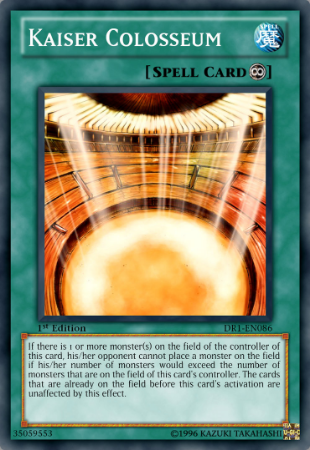 KAISER COLOSSEUM
SPELL
魔
[SPELL CARD]
DR1-EN086
1st Edition
If there is 1 or more monster(s) on the field of the controller of
this card, his/her opponent cannot place a monster on the field
if his/her number of monsters would exceed the number of
monsters that are on the field of this card's controller. The cards
that are already on the field before this card's activation are
unaffected by this effect.
35059553
©1996 KAZUKI TAKAHASHI